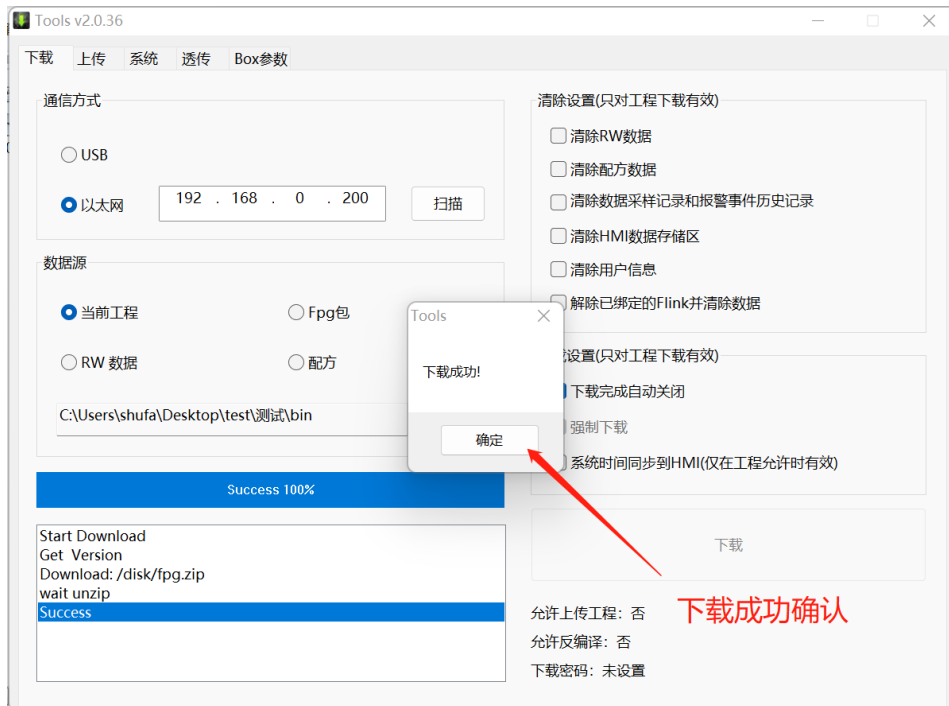 Tools v2.0.36
下载 上传 系统 透传 Box参数
通信方式
USB
以太网 192 . 168 . 0 . 200 扫描
数据源
当前工程 Fpg包
RW 数据 配方
C:\Users\shufa\Desktop\test\测试\bin
Success 100%
Start Download
Get Version
Download: /disk/fpg.zip
wait unzip
Success
清除设置(只对工程下载有效)
清除RW数据
清除配方数据
清除数据采样记录和报警事件历史记录
清除HMI数据存储区
清除用户信息
解除已绑定的Flink并清除数据
Tools
下载成功!
确定
设置(只对工程下载有效)
下载完成自动关闭
强制下载
系统时间同步到HMI(仅在工程允许时有效)
下载
下载成功确认
允许上传工程：否
允许反编译：否
下载密码：未设置